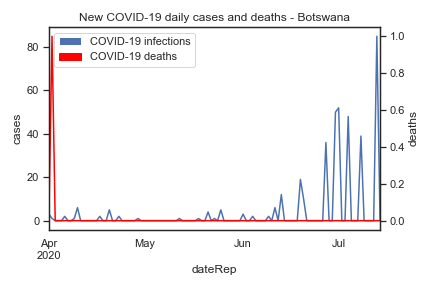 New COVID-19 daily cases and deaths - Botswana
COVID-19 infections
COVID-19 deaths
80
60
40
20
0
cases
1.0
0.8
0.6
0.4
0.2
0.0
deaths
Apr
2020
May
Jun
Jul
dateRep